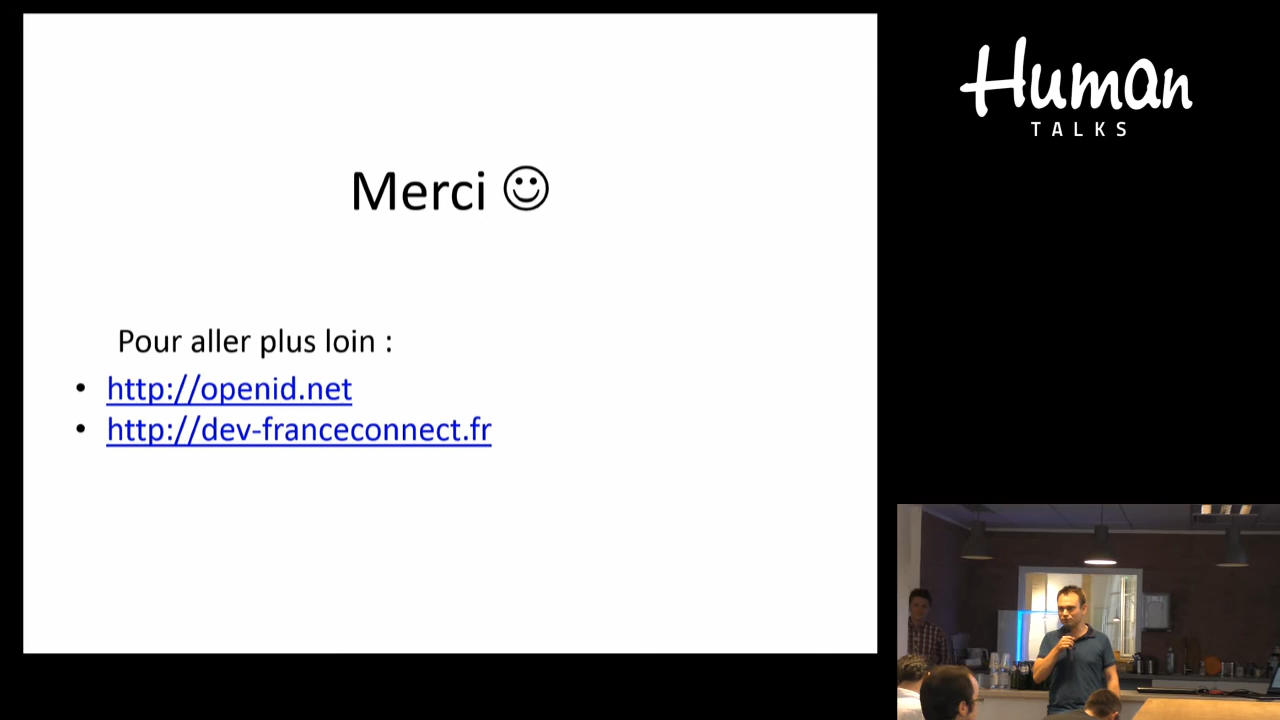 Merci ☺
Pour aller plus loin :
• http://openid.net
• http://dev-franceconnect.fr
Human
TALKS